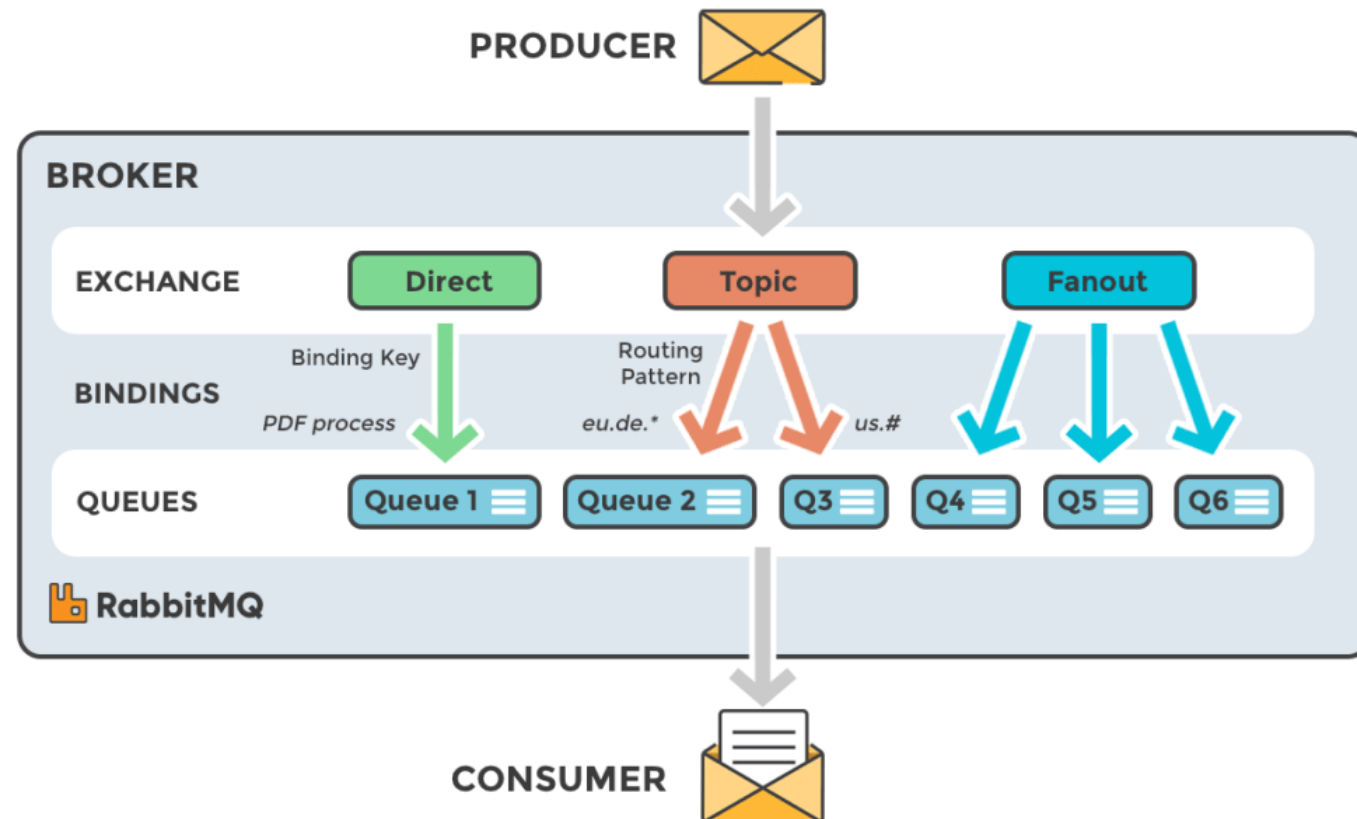 PRODUCER
BROKER
EXCHANGE
Direct
Topic
Fanout
Binding Key
Routing
Pattern
BINDINGS
PDF process
eu.de.*
us.#
QUEUES
Queue 1
Queue 2
Q3
Q4
Q5
Q6
RabbitMQ
CONSUMER